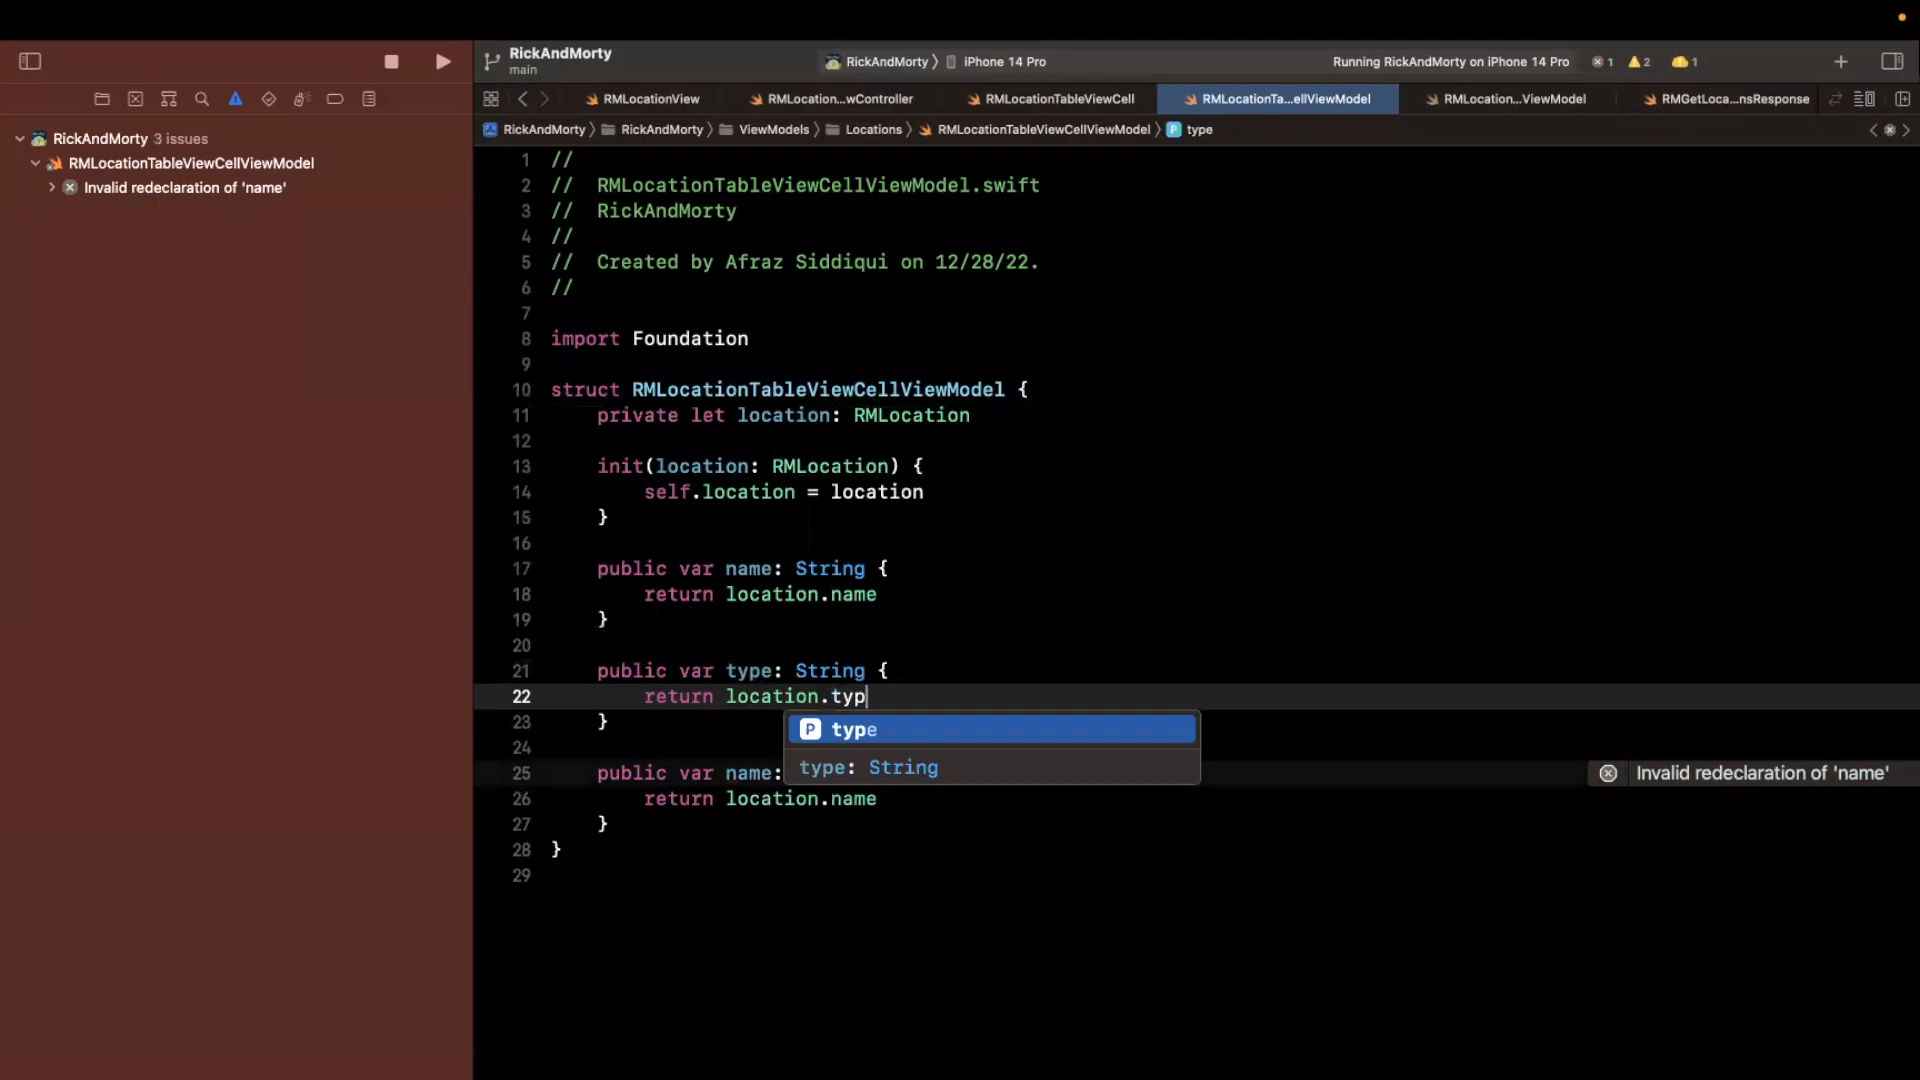 RickAndMorty
main
RickAndMorty
iPhone 14 Pro
Running RickAndMorty on iPhone 14 Pro
1
2
1
RMLocationView
RMLocation...wController
RMLocationTableViewCell
RMLocationTa...ellViewModel
RMLocation...ViewModel
RMGetLoca...nsResponse
RickAndMorty
RickAndMorty
ViewModels
Locations
RMLocationTableViewCellViewModel
P type
RickAndMorty 3 issues
RMLocationTableViewCellViewModel
Invalid redeclaration of 'name'
1 //
2 // RMLocationTableViewCellViewModel.swift
3 // RickAndMorty
4 //
5 // Created by Afraz Siddiqui on 12/28/22.
6 //
7
8 import Foundation
9
10 struct RMLocationTableViewCellViewModel {
11 private let location: RMLocation
12
13 init(location: RMLocation) {
14 self.location = location
15 }
16
17 public var name: String {
18 return location.name
19 }
20
21 public var type: String {
22 return location.typ
23 }
P type
24
type: String
25 public var name:
Invalid redeclaration of 'name'
26 return location.name
27 }
28 }
29